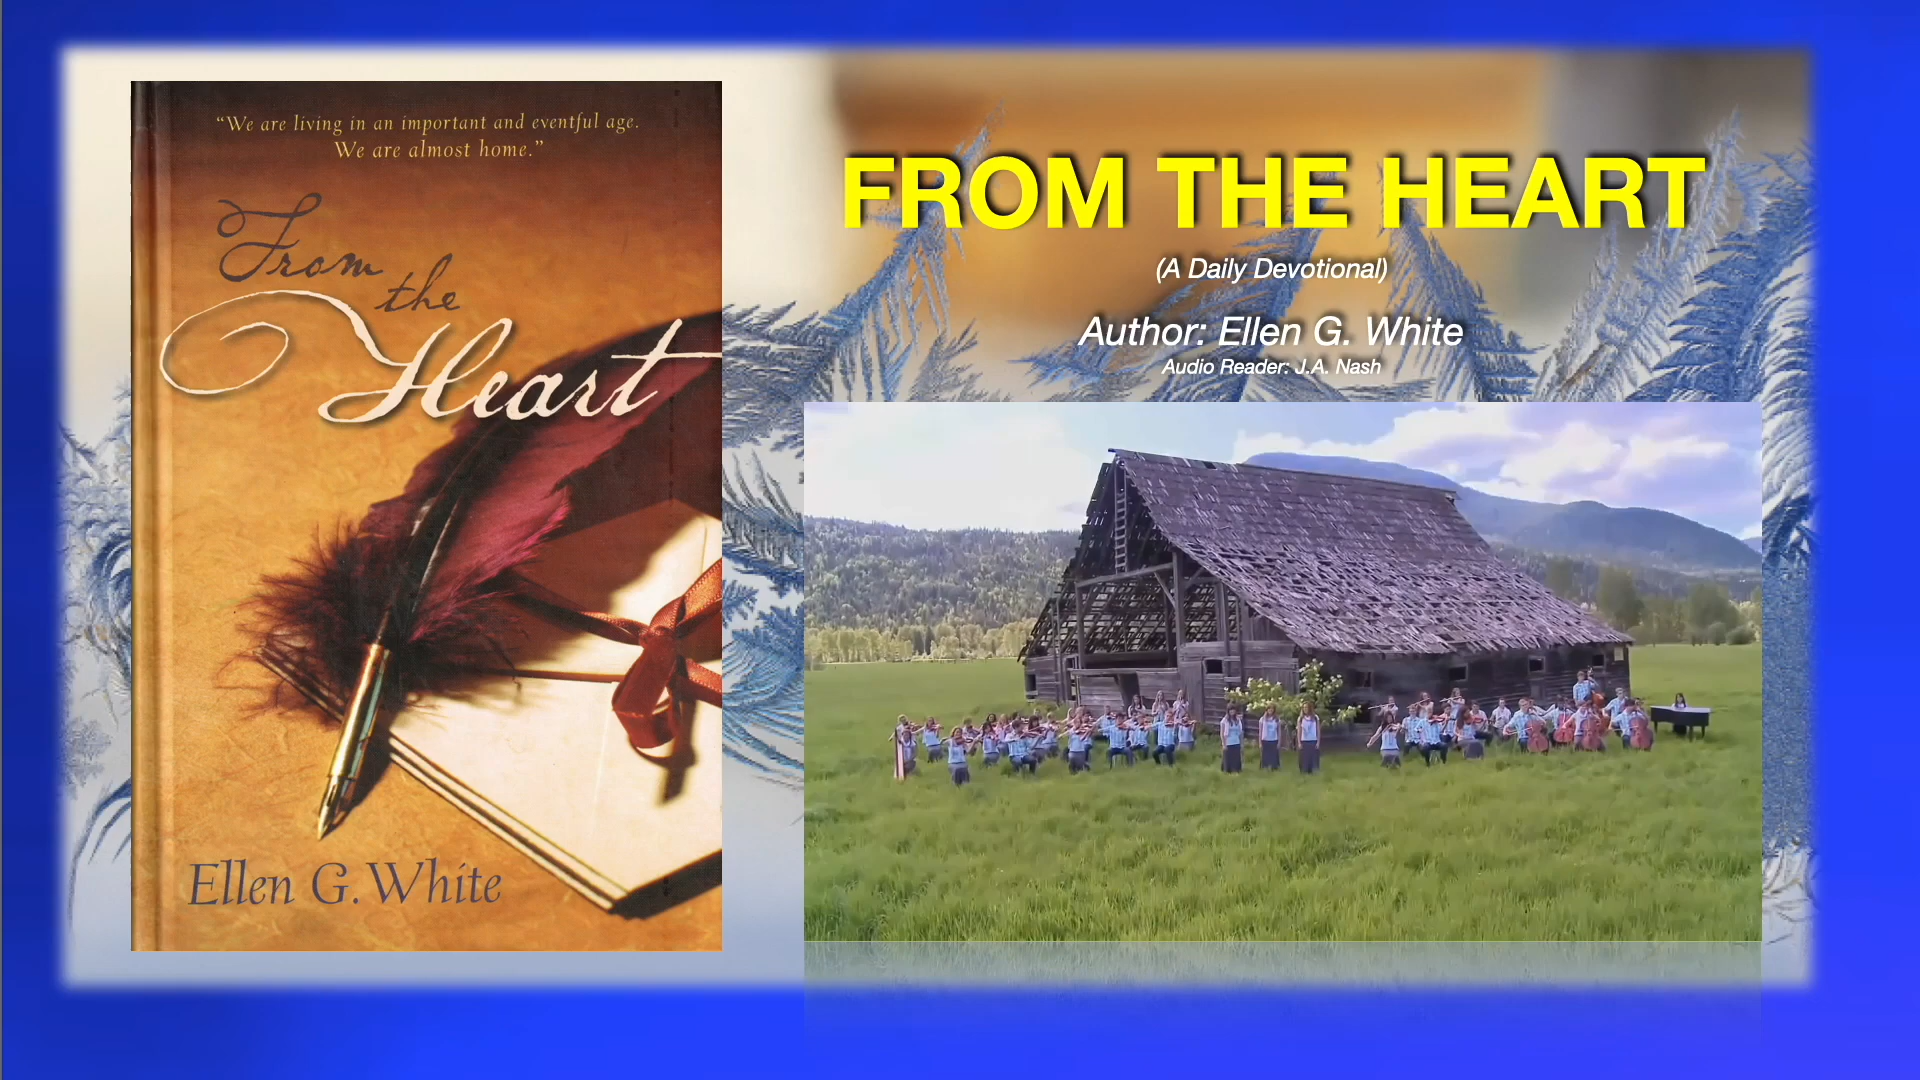 “We are living in an important and eventful age.
We are almost home.”
From
the
Heart
Ellen G. White
FROM THE HEART
(A Daily Devotional)
Author: Ellen G. White
Audio Reader: J.A. Nash